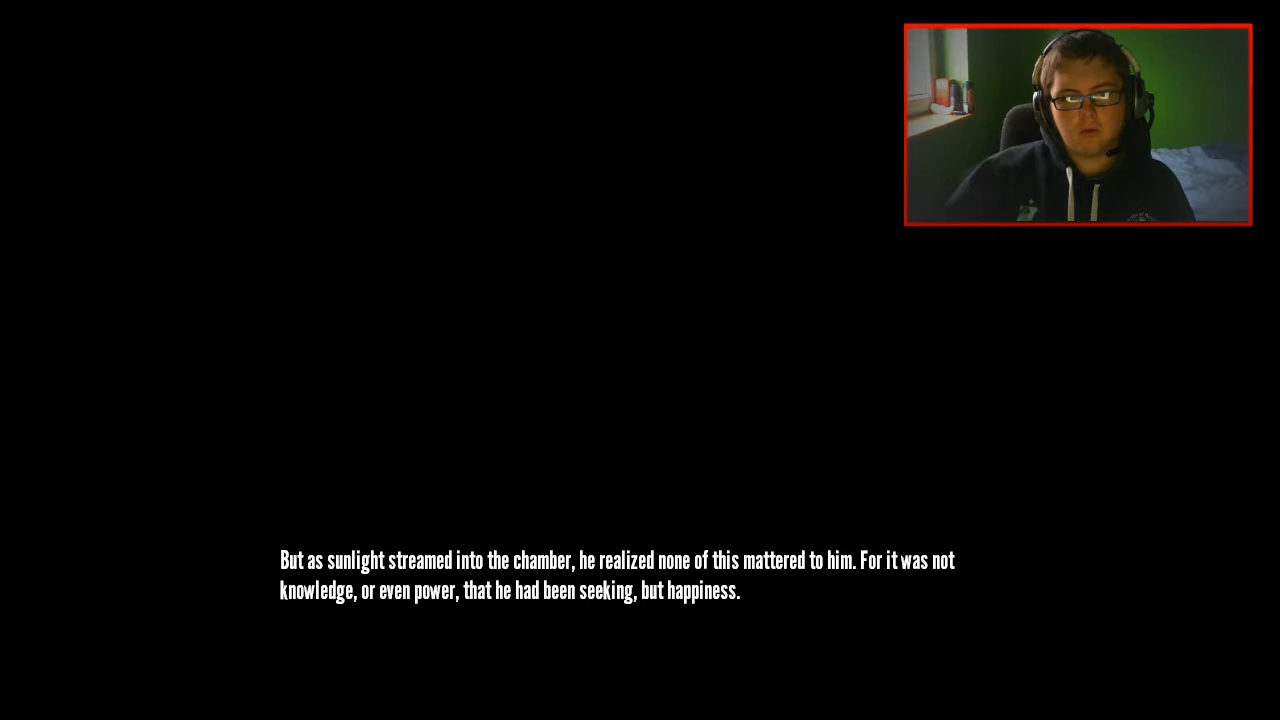 But as sunlight streamed into the chamber, he realized none of this mattered to him. For it was not
knowledge, or even power, that he had been seeking, but happiness.